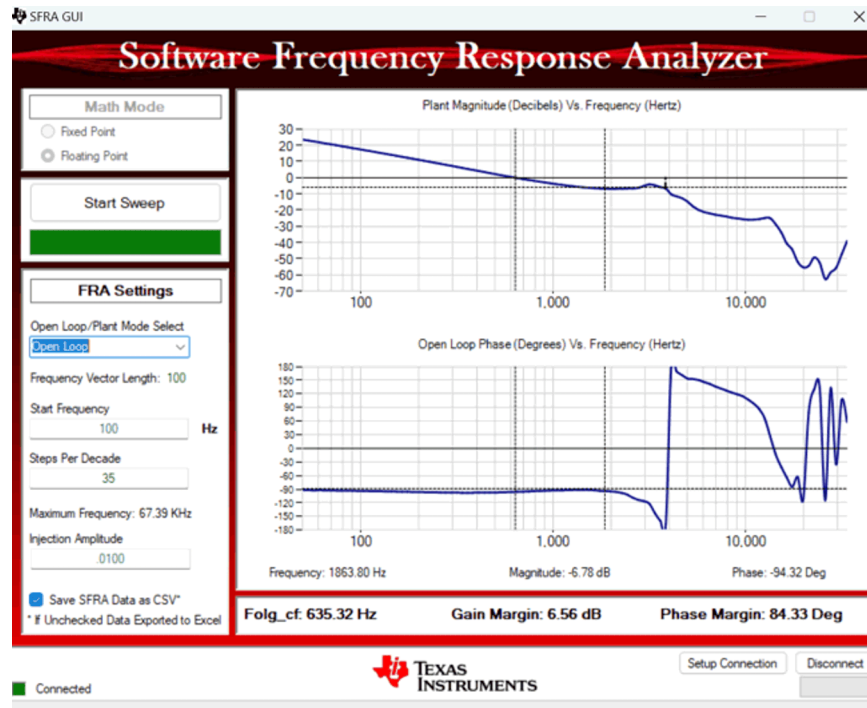 SFRA GUI
Software Frequency Response Analyzer
Math Mode
Fixed Point
Floating Point
Start Sweep
FRA Settings
Open Loop/Plant Mode Select
Open Loop
Frequency Vector Length: 100
Start Frequency
100 Hz
Steps Per Decade
35
Maximum Frequency: 67.39 KHz
Injection Amplitude
.0100
Save SFRA Data as CSV*
* If Unchecked Data Exported to Excel
Plant Magnitude (Decibels) Vs. Frequency (Hertz)
30
20
10
0
-10
-20
-30
-40
-50
-60
-70
100 1,000 10,000
Open Loop Phase (Degrees) Vs. Frequency (Hertz)
180
150
120
90
60
30
0
-30
-60
-90
-120
-150
-180
100 1,000 10,000
Frequency: 1863.80 Hz Magnitude: -6.78 dB Phase: -94.32 Deg
Folg_cf: 635.32 Hz Gain Margin: 6.56 dB Phase Margin: 84.33 Deg
Connected
TEXAS
INSTRUMENTS
Setup Connection Disconnect